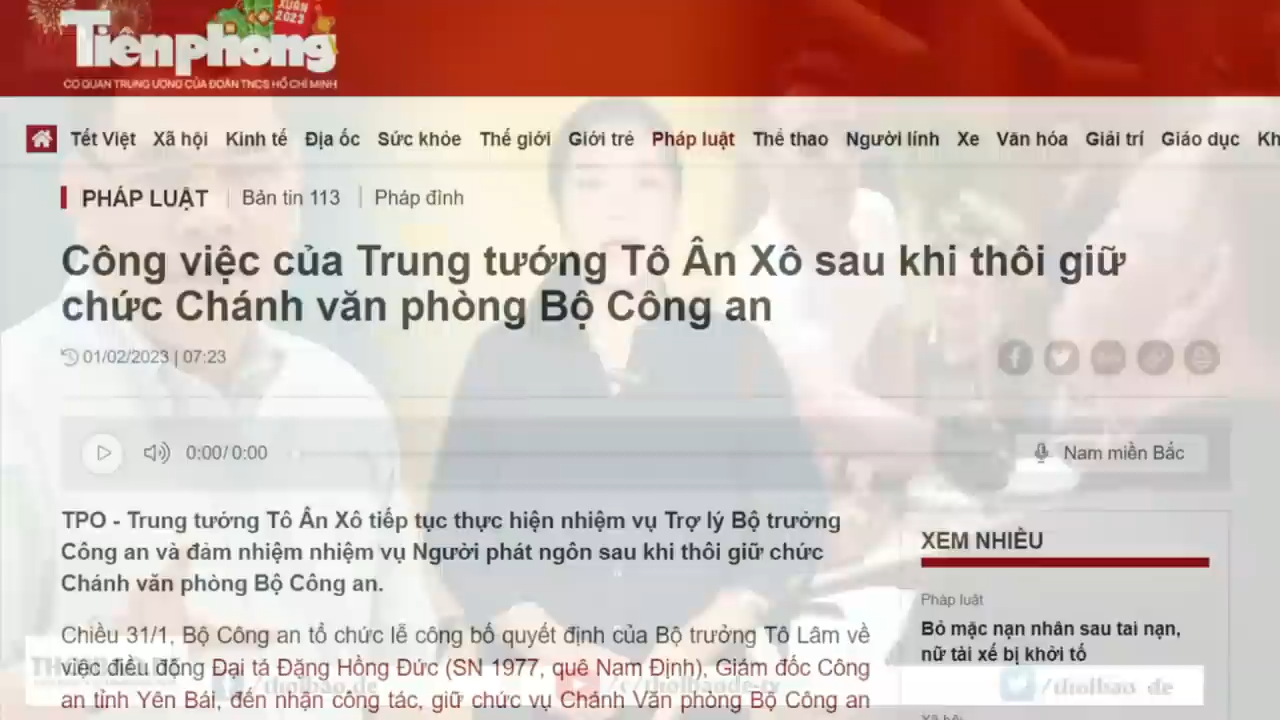 XUÂN
2023
Tiền phong
CƠ QUAN TRUNG ƯƠNG CỦA ĐOÀN TNCS HỒ CHÍ MINH
Tết Việt Xã hội Kinh tế Địa ốc Sức khỏe Thế giới Giới trẻ Pháp luật Thể thao Người lính Xe Văn hóa Giải trí Giáo dục Kh
PHÁP LUẬT Bản tin 113 Pháp đình
Công việc của Trung tướng Tô Ân Xô sau khi thôi giữ
chức Chánh văn phòng Bộ Công an
01/02/2023 | 07:23
0:00/ 0:00
Nam miền Bắc
TPO - Trung tướng Tô Ân Xô tiếp tục thực hiện nhiệm vụ Trợ lý Bộ trưởng
Công an và đảm nhiệm nhiệm vụ Người phát ngôn sau khi thôi giữ chức
Chánh văn phòng Bộ Công an.
Chiều 31/1, Bộ Công an tổ chức lễ công bố quyết định của Bộ trưởng Tô Lâm về
việc điều động Đại tá Đặng Hồng Đức (SN 1977, quê Nam Định), Giám đốc Công
an tỉnh Yên Bái, đến nhận công tác, giữ chức vụ Chánh Văn phòng Bộ Công an
XEM NHIỀU
Pháp luật
Bỏ mặc nạn nhân sau tai nạn,
nữ tài xế bị khởi tố
/thoibao.de
/thoibao_de